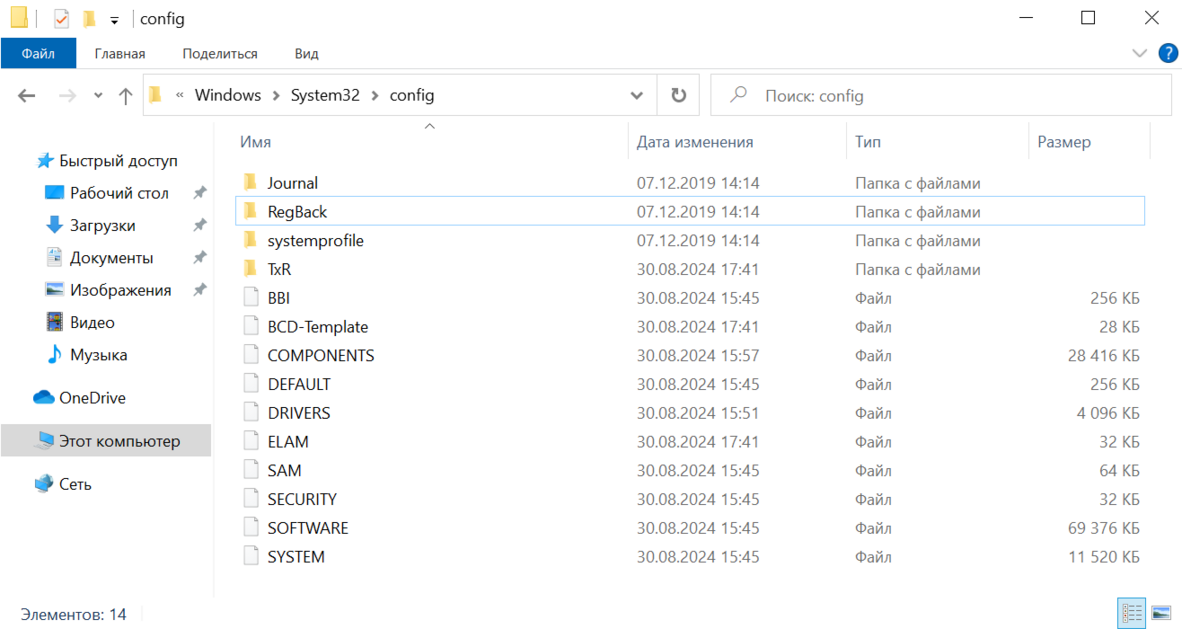 config
Файл Главная Поделиться Вид ?
« Windows > System32 > config Поиск: config
Имя Дата изменения Тип Размер
Быстрый доступ
Рабочий стол
Загрузки
Документы
Изображения
Видео
Музыка
OneDrive
Этот компьютер
Сеть
Journal 07.12.2019 14:14 Папка с файлами
RegBack 07.12.2019 14:14 Папка с файлами
systemprofile 07.12.2019 14:14 Папка с файлами
TxR 30.08.2024 17:41 Папка с файлами
BBI 30.08.2024 15:45 Файл 256 КБ
BCD-Template 30.08.2024 17:41 Файл 28 КБ
COMPONENTS 30.08.2024 15:57 Файл 28 416 КБ
DEFAULT 30.08.2024 15:45 Файл 256 КБ
DRIVERS 30.08.2024 15:51 Файл 4 096 КБ
ELAM 30.08.2024 17:41 Файл 32 КБ
SAM 30.08.2024 15:45 Файл 64 КБ
SECURITY 30.08.2024 15:45 Файл 32 КБ
SOFTWARE 30.08.2024 15:45 Файл 69 376 КБ
SYSTEM 30.08.2024 15:45 Файл 11 520 КБ
Элементов: 14